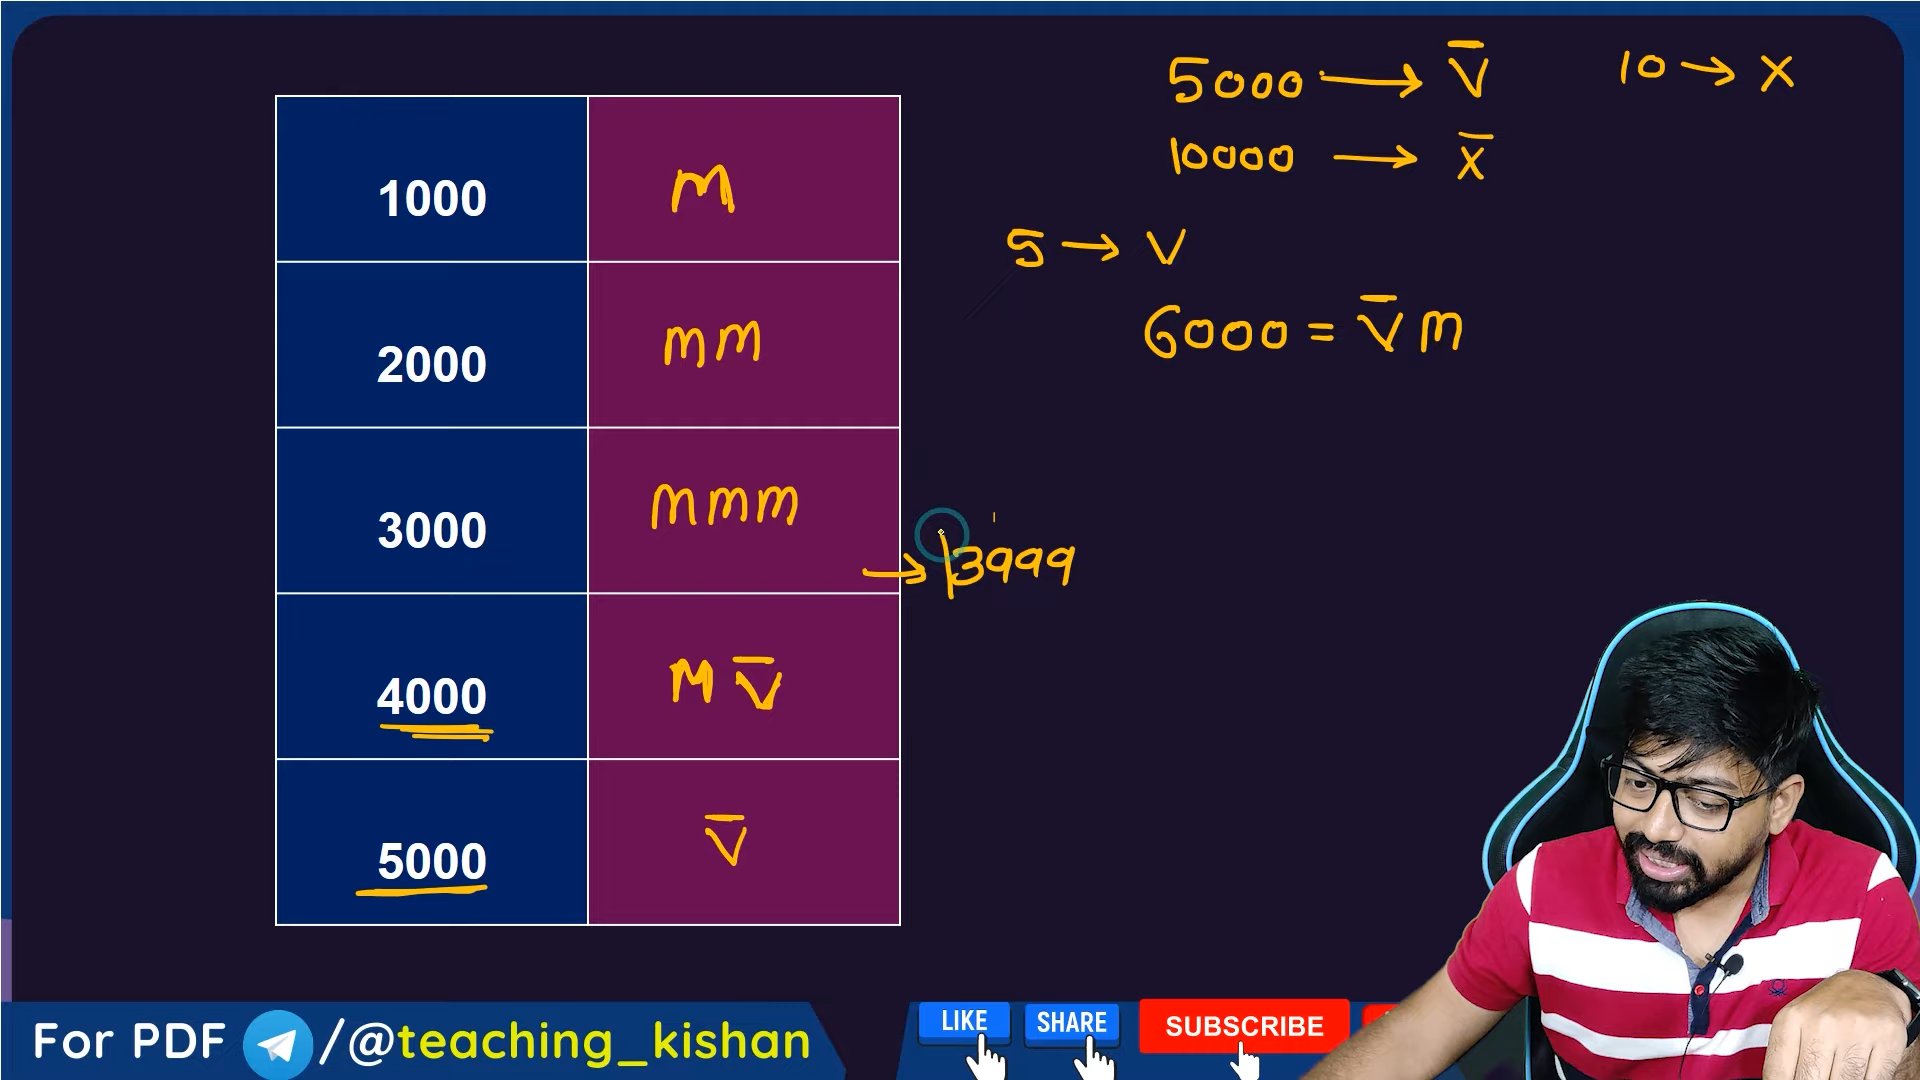 1000 M
2000 mm
3000 mmm
4000 M V̅
5000 V̅
5000 → V̅
10 → X
10000 → X̅
5 → V
6000 = V̅ m
→ |3999
For PDF /@teaching_kishan
LIKE
SHARE
SUBSCRIBE